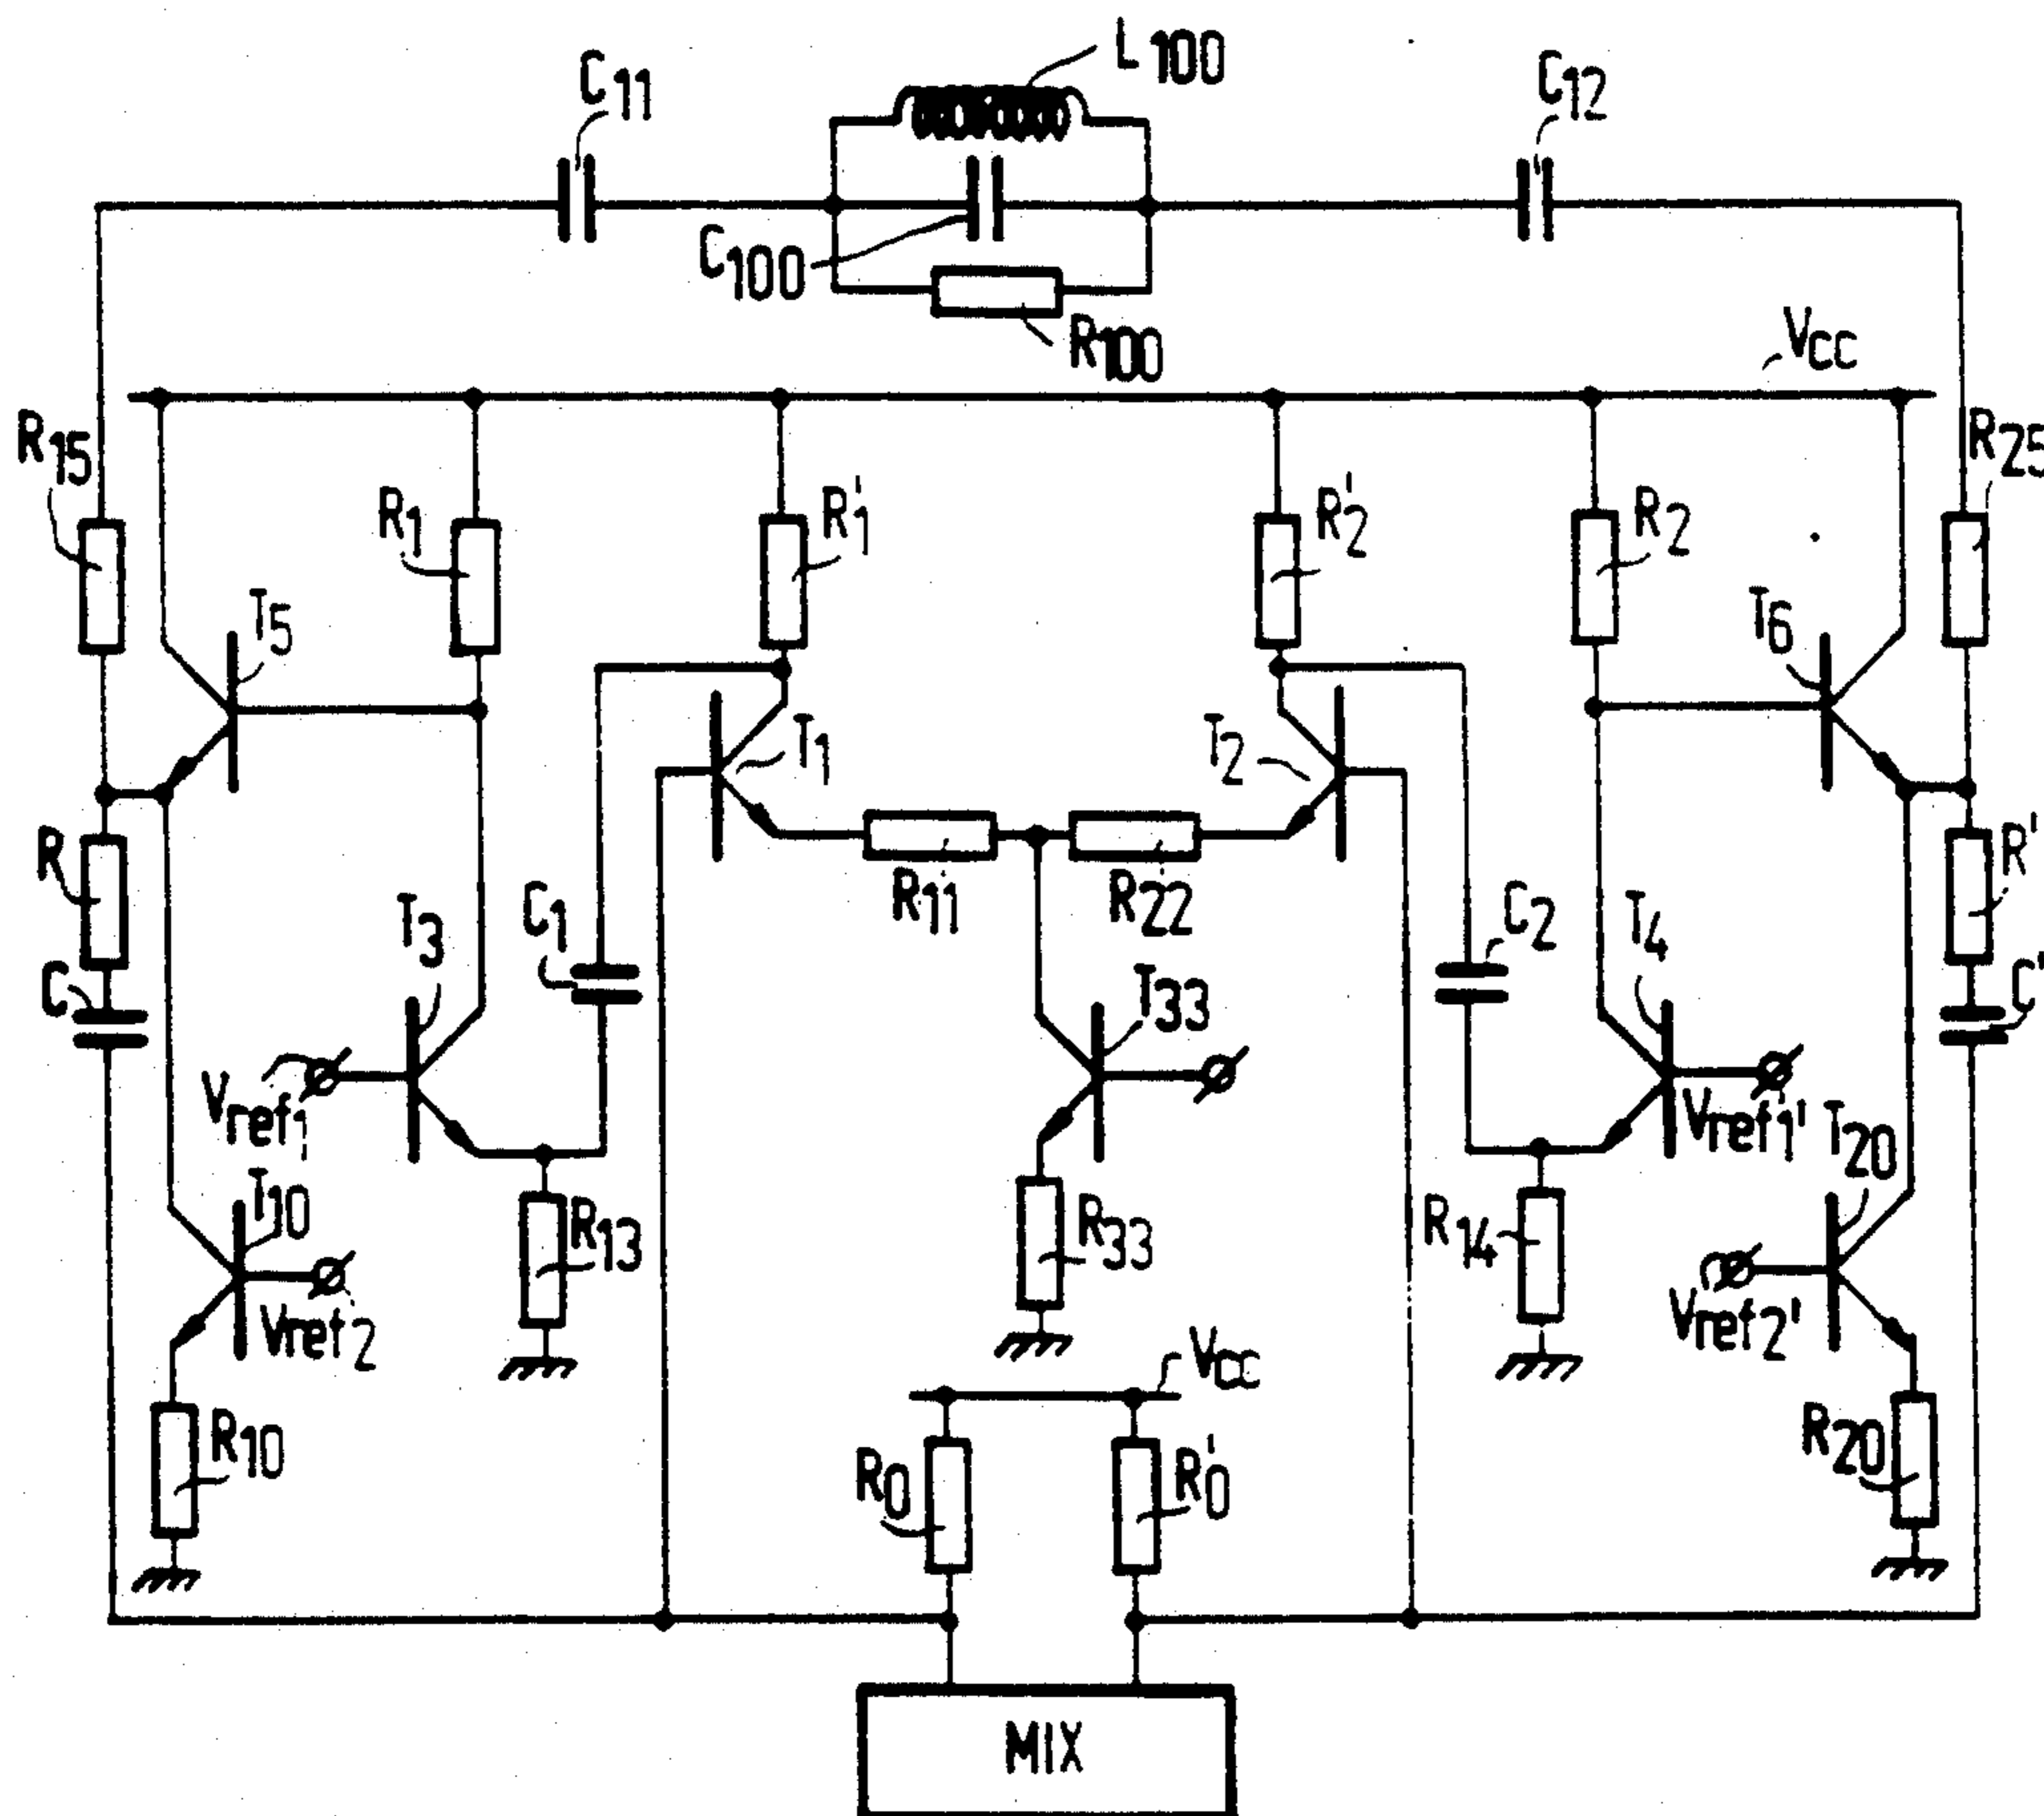 L100
C11
C12
C100
R100
VCC
R15
R25
R1
R'1
R'2
R2
T5
T6
T1
T2
R
R'
R11
R22
T3
C1
C2
T4
C
C'
T33
Vref1
Vref1'
T20
T10
R13
R33
R14
Vref2
Vref2'
VCC
R10
R0
R'0
R20
MIX